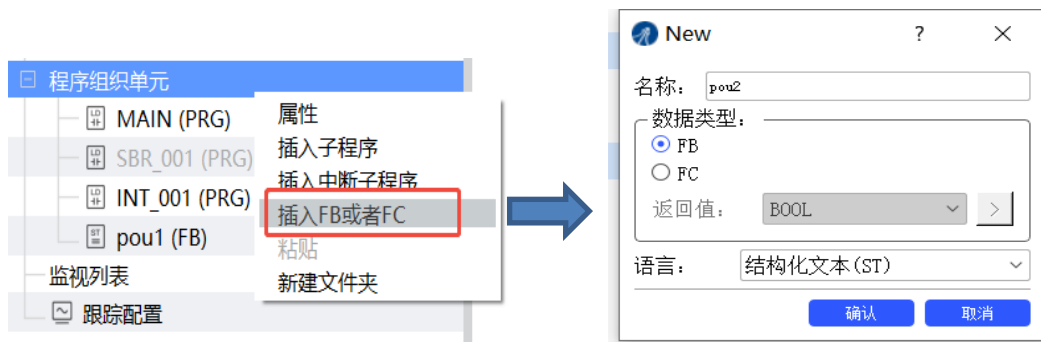 程序组织单元
MAIN (PRG)
SBR_001 (PRG)
INT_001 (PRG)
pou1 (FB)
监视列表
跟踪配置
属性
插入子程序
插入中断子程序
插入FB或者FC
粘贴
新建文件夹
New
名称： pou2
数据类型：
FB
FC
返回值： BOOL
语言： 结构化文本(ST)
确认 取消